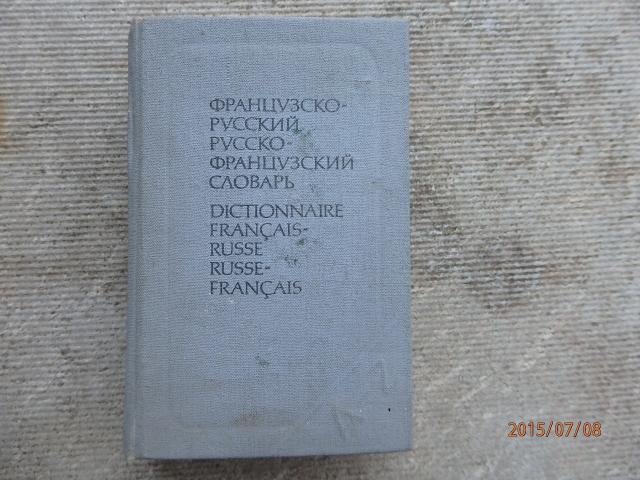 ФРАНЦУЗСКО-
РУССКИЙ
РУССКО-
ФРАНЦУЗСКИЙ
СЛОВАРЬ
DICTIONNAIRE
FRANÇAIS-
RUSSE
RUSSE-
FRANÇAIS
2015/07/08